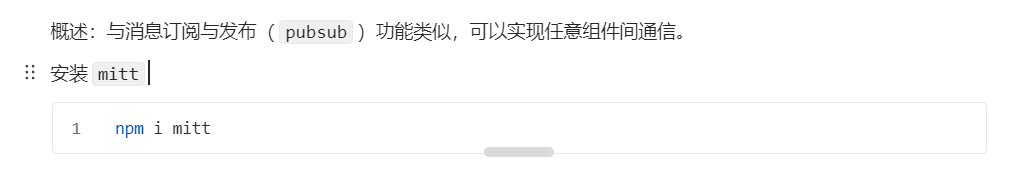 概述：与消息订阅与发布（pubsub）功能类似，可以实现任意组件间通信。
安装 mitt
1 npm i mitt